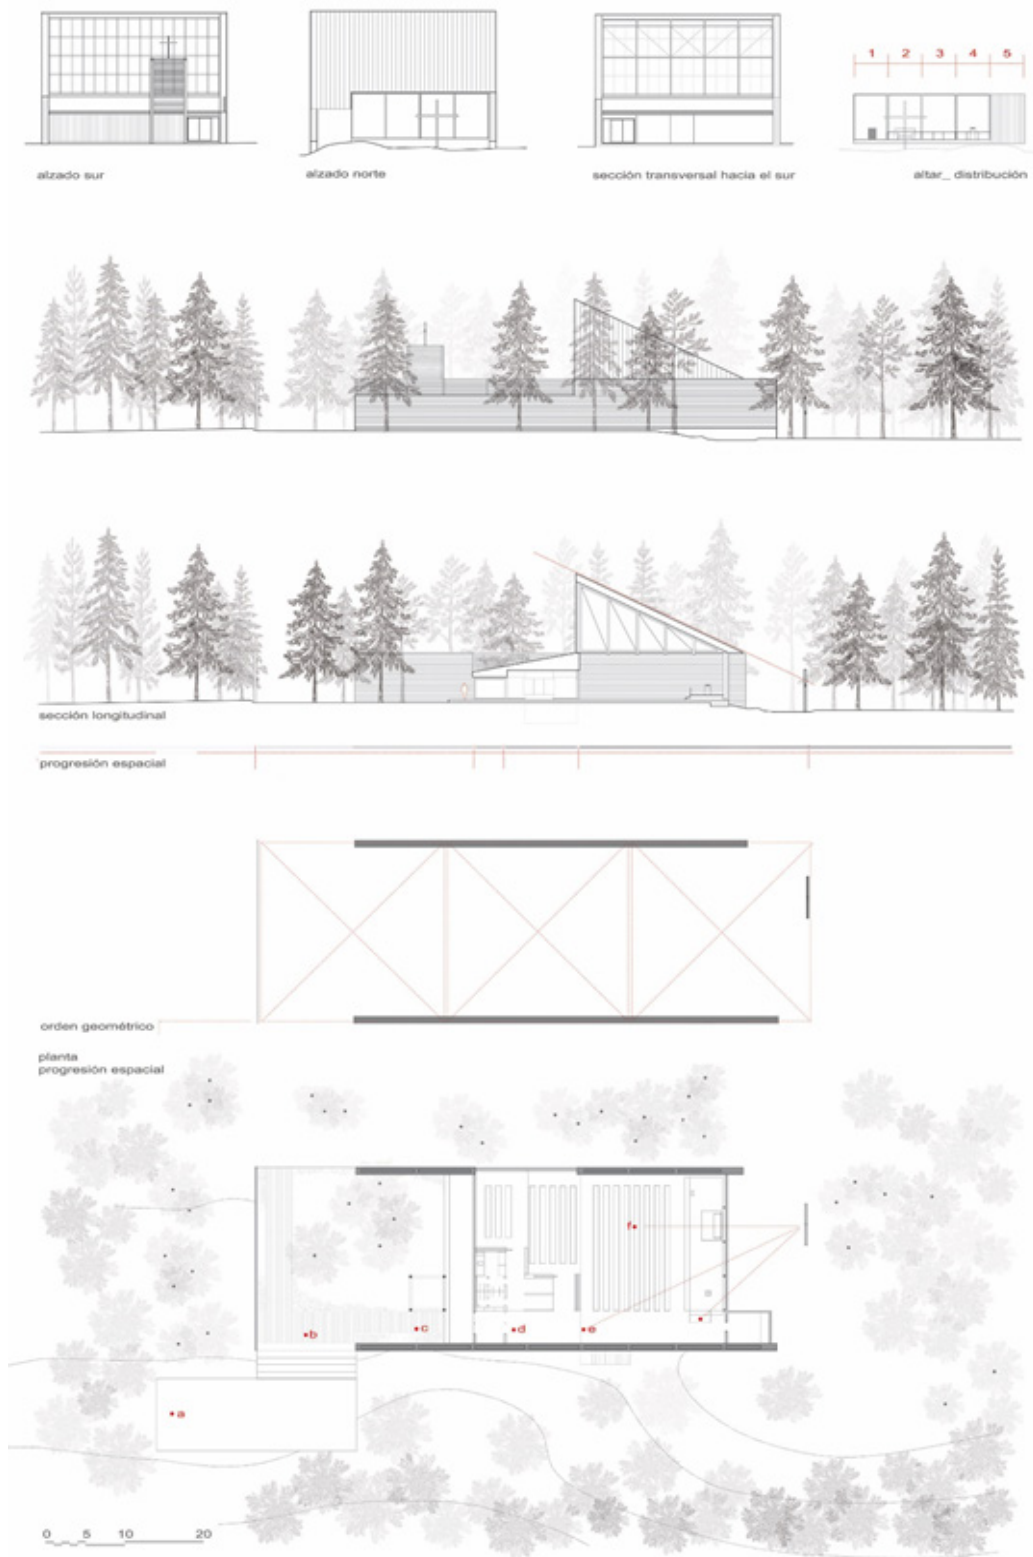 1 2 3 4 5
alzado sur
alzado norte
sección transversal hacia el sur
altar_ distribución
sección longitudinal
progresión espacial
orden geométrico
planta
progresión espacial
f
b
c
d
e
a
0 5 10 20